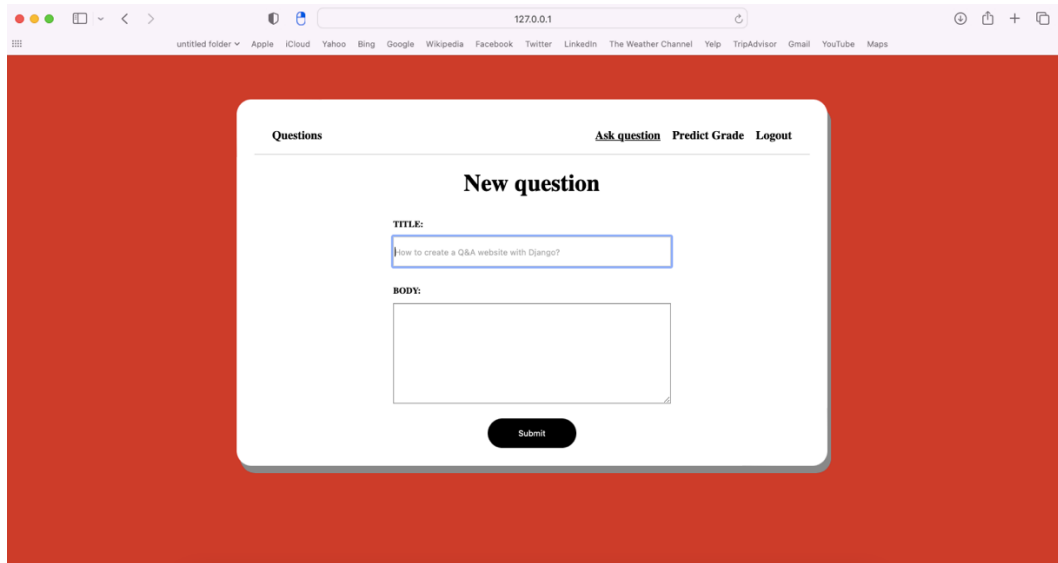 127.0.0.1
untitled folder Apple iCloud Yahoo Bing Google Wikipedia Facebook Twitter LinkedIn The Weather Channel Yelp TripAdvisor Gmail YouTube Maps
Questions Ask question Predict Grade Logout
New question
TITLE:
How to create a Q&A website with Django?
BODY:
Submit